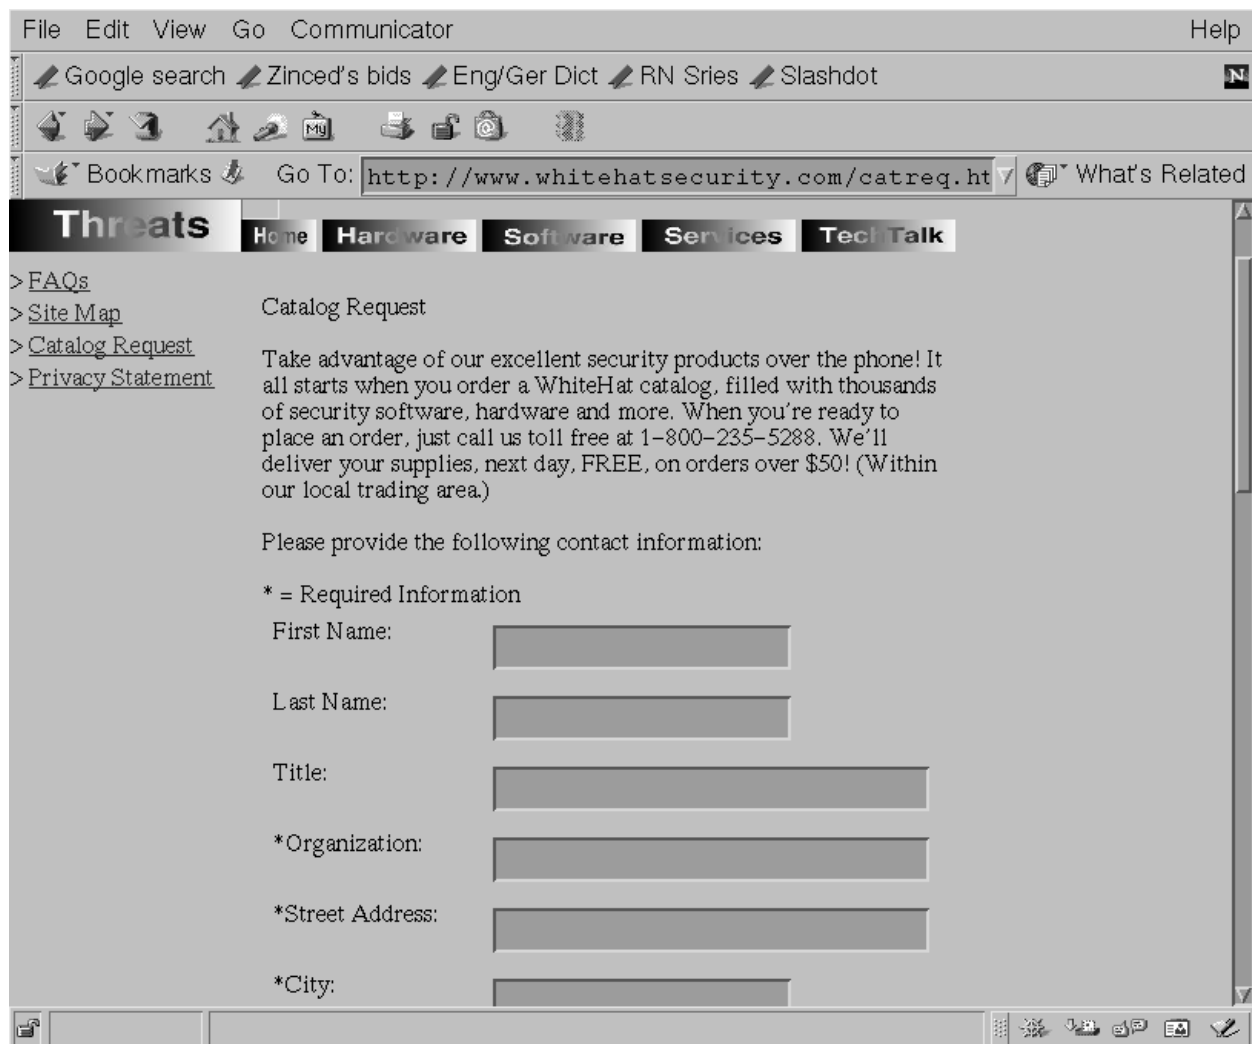 File Edit View Go Communicator Help
Google search Zinced's bids Eng/Ger Dict RN Sries Slashdot N
My
Bookmarks Go To: http://www.whitehatsecurity.com/catreq.ht What's Related
Threats Home Hardware Software Services TechTalk
> FAQs
> Site Map
> Catalog Request
> Privacy Statement
Catalog Request
Take advantage of our excellent security products over the phone! It
all starts when you order a WhiteHat catalog, filled with thousands
of security software, hardware and more. When you're ready to
place an order, just call us toll free at 1-800-235-5288. We'll
deliver your supplies, next day, FREE, on orders over $50! (Within
our local trading area.)
Please provide the following contact information:
* = Required Information
First Name:
Last Name:
Title:
*Organization:
*Street Address:
*City: